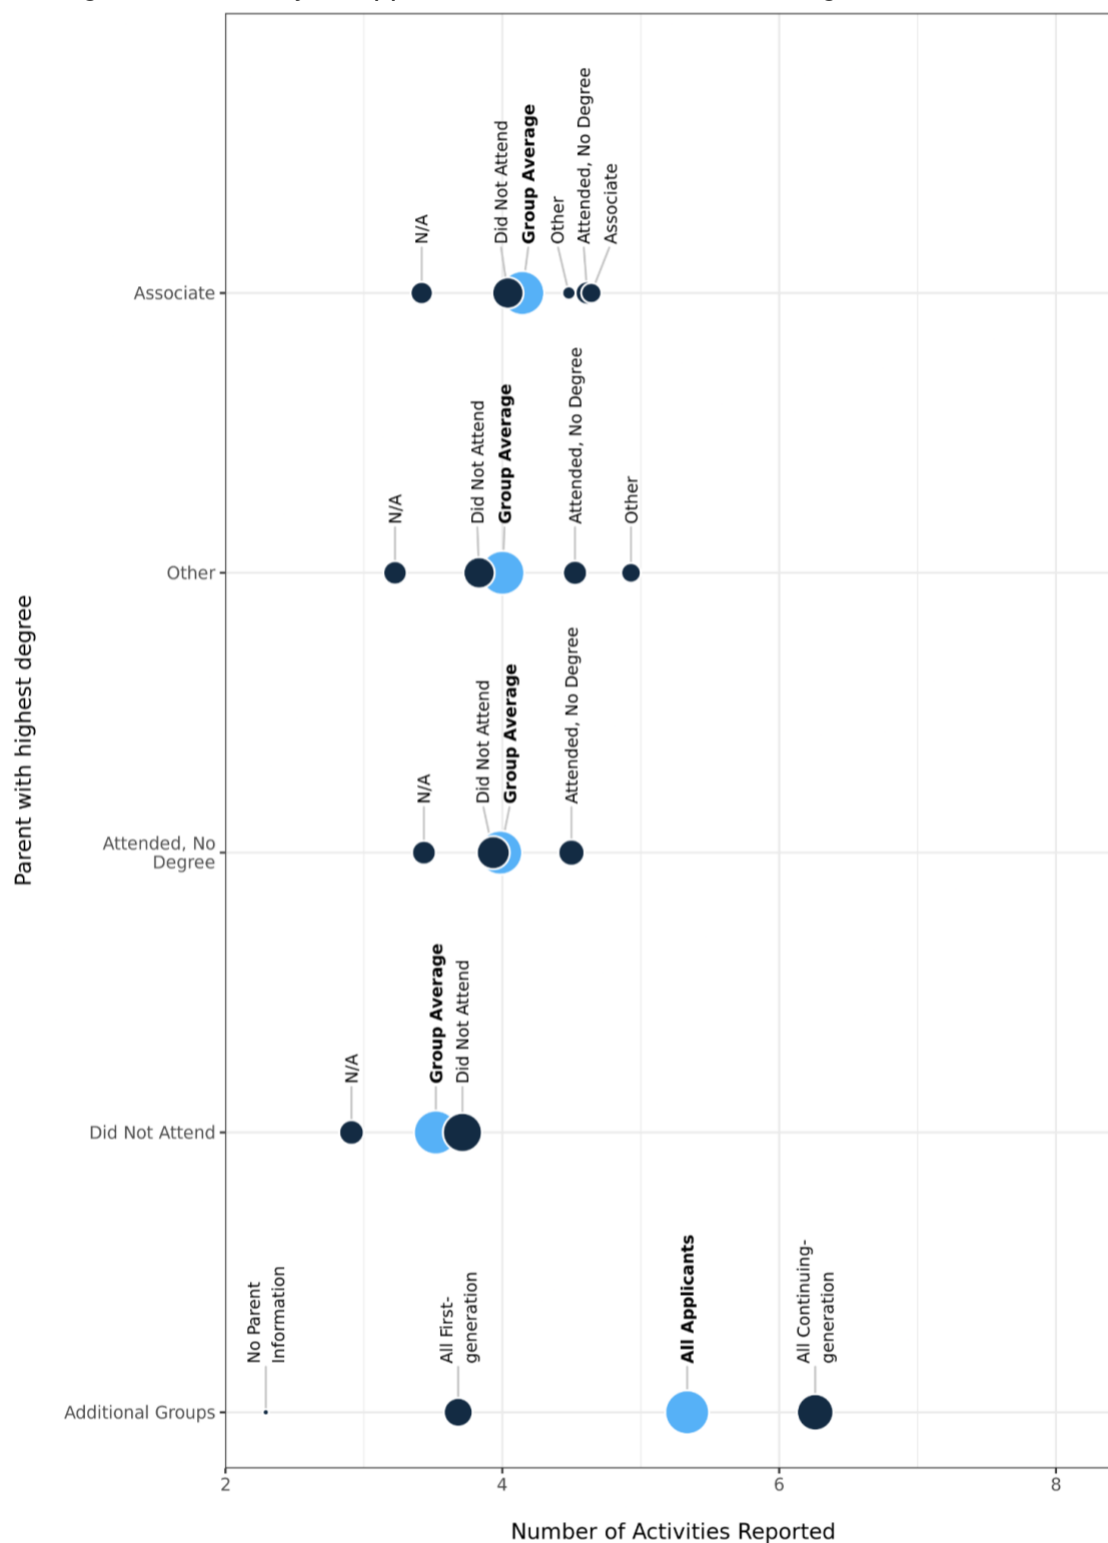 N/A
Did Not Attend
Group Average
Other
Attended, No Degree
Associate
Associate
N/A
Did Not Attend
Group Average
Attended, No Degree
Other
Other
N/A
Did Not Attend
Group Average
Attended, No Degree
Attended, No
Degree
N/A
Group Average
Did Not Attend
Did Not Attend
No Parent
Information
All First-
generation
All Applicants
All Continuing-
generation
Additional Groups
2
4
6
8
Number of Activities Reported
Parent with highest degree